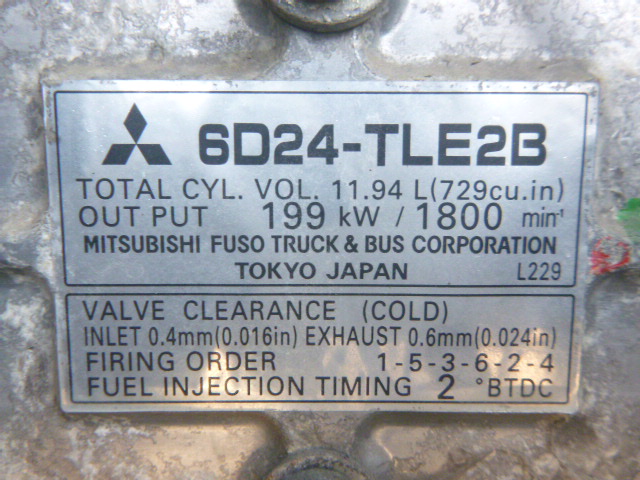 6D24-TLE2B
TOTAL CYL. VOL. 11.94 L(729cu.in)
OUT PUT 199 kW / 1800 min-1
MITSUBISHI FUSO TRUCK & BUS CORPORATION
TOKYO JAPAN L229
VALVE CLEARANCE (COLD)
INLET 0.4mm(0.016in) EXHAUST 0.6mm(0.024in)
FIRING ORDER 1-5-3-6-2-4
FUEL INJECTION TIMING 2 °BTDC